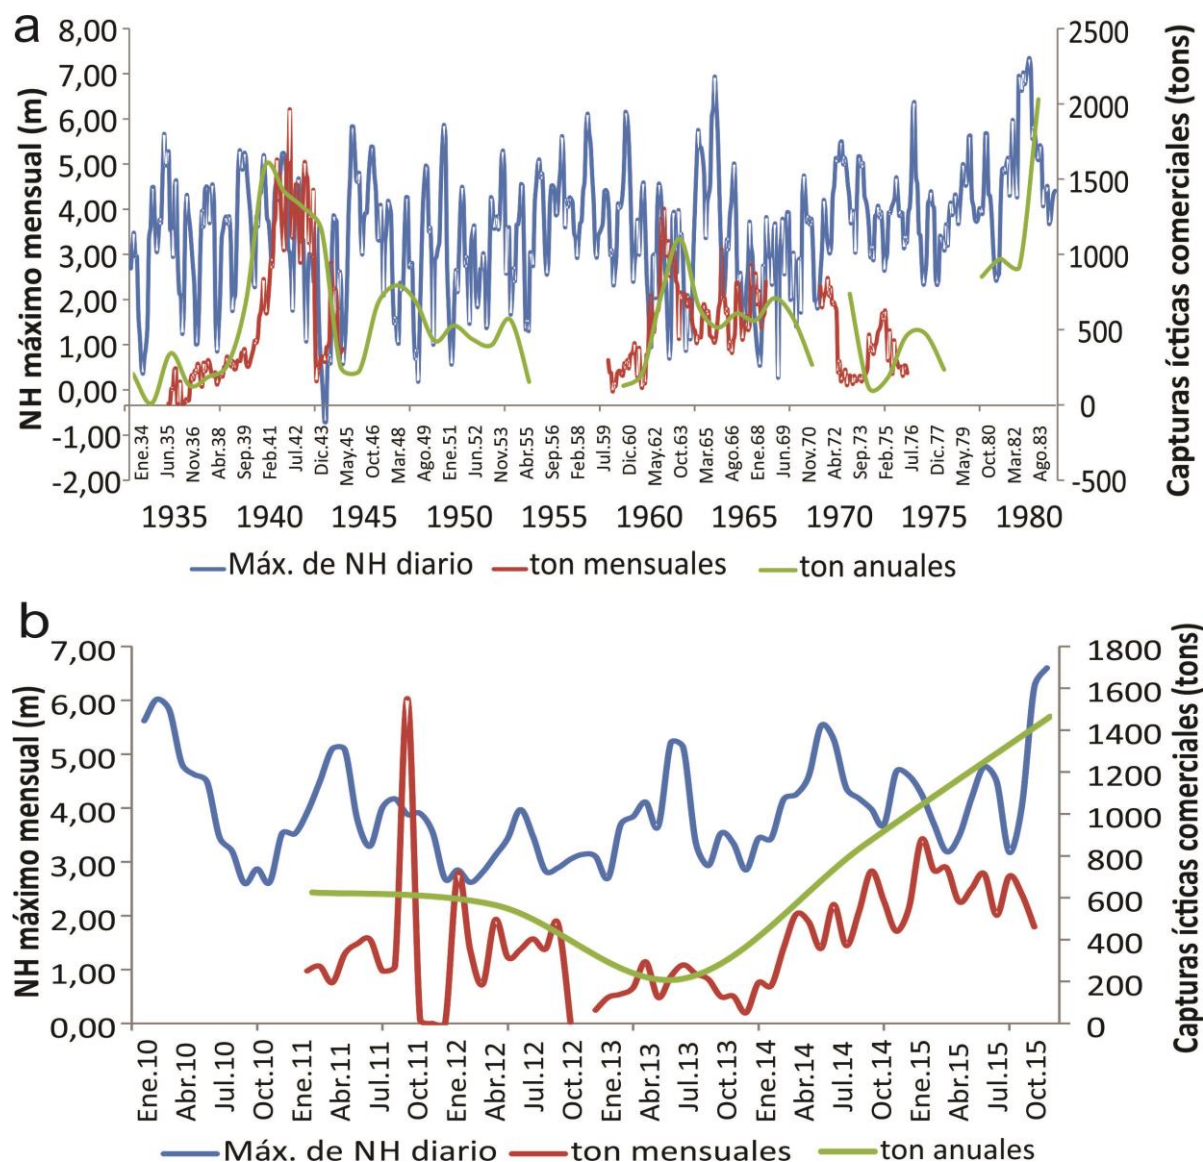 a
NH máximo mensual (m)
8,00
7,00
6,00
5,00
4,00
3,00
2,00
1,00
0,00
-1,00
-2,00
2500
2000
1500
1000
500
0
-500
Capturas ícticas comerciales (tons)
Ene.34
Jun.35
Nov.36
Abr.38
Sep.39
Feb.41
Jul.42
Dic.43
May.45
Oct.46
Mar.48
Ago.49
Ene.51
Jun.52
Nov.53
Abr.55
Sep.56
Feb.58
Jul.59
Dic.60
May.62
Oct.63
Mar.65
Ago.66
Ene.68
Jun.69
Nov.70
Abr.72
Sep.73
Feb.75
Jul.76
Dic.77
May.79
Oct.80
Mar.82
Ago.83
1935 1940 1945 1950 1955 1960 1965 1970 1975 1980
Máx. de NH diario ton mensuales ton anuales
b
NH máximo mensual (m)
7,00
6,00
5,00
4,00
3,00
2,00
1,00
0,00
1800
1600
1400
1200
1000
800
600
400
200
0
Capturas ícticas comerciales (tons)
Ene.10
Abr.10
Jul.10
Oct.10
Ene.11
Abr.11
Jul.11
Oct.11
Ene.12
Abr.12
Jul.12
Oct.12
Ene.13
Abr.13
Jul.13
Oct.13
Ene.14
Abr.14
Jul.14
Oct.14
Ene.15
Abr.15
Jul.15
Oct.15
Máx. de NH diario ton mensuales ton anuales